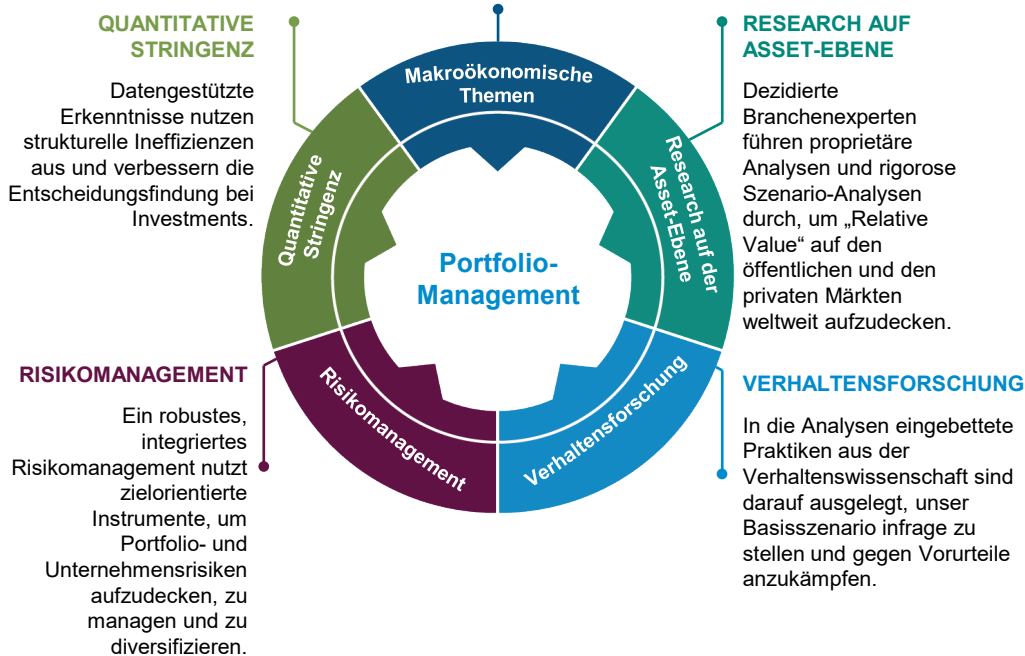 QUANTITATIVE
STRINGENZ
Datengestützte
Erkenntnisse nutzen
strukturelle Ineffizienzen
aus und verbessern die
Entscheidungsfindung bei
Investments.
RISIKOMANAGEMENT
Ein robustes,
integriertes
Risikomanagement nutzt
zielorientierte
Instrumente, um
Portfolio- und
Unternehmensrisiken
aufzudecken, zu
managen und zu
diversifizieren.
Makroökonomische
Themen
Quantitative
Stringenz
Research auf der
Asset-Ebene
Portfolio-
Management
Risikomanagement
Verhaltensforschung
RESEARCH AUF
ASSET-EBENE
Dezidierte
Branchenexperten
führen proprietäre
Analysen und rigorose
Szenario-Analysen
durch, um „Relative
Value“ auf den
öffentlichen und den
privaten Märkten
weltweit aufzudecken.
VERHALTENSFORSCHUNG
In die Analysen eingebettete
Praktiken aus der
Verhaltenswissenschaft sind
darauf ausgelegt, unser
Basisszenario infrage zu
stellen und gegen Vorurteile
anzukämpfen.